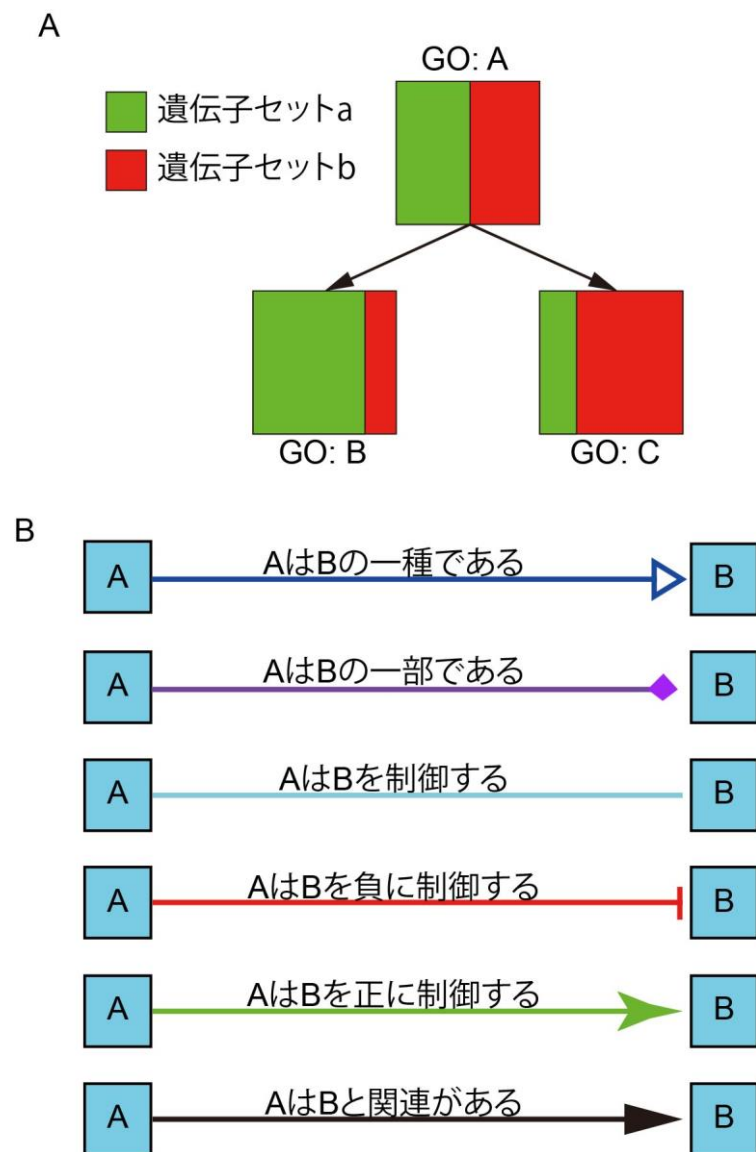 A
GO: A
遺伝子セットa
遺伝子セットb
GO: B
GO: C
B
A
AはBの一種である
B
A
AはBの一部である
B
A
AはBを制御する
B
A
AはBを負に制御する
B
A
AはBを正に制御する
B
A
AはBと関連がある
B